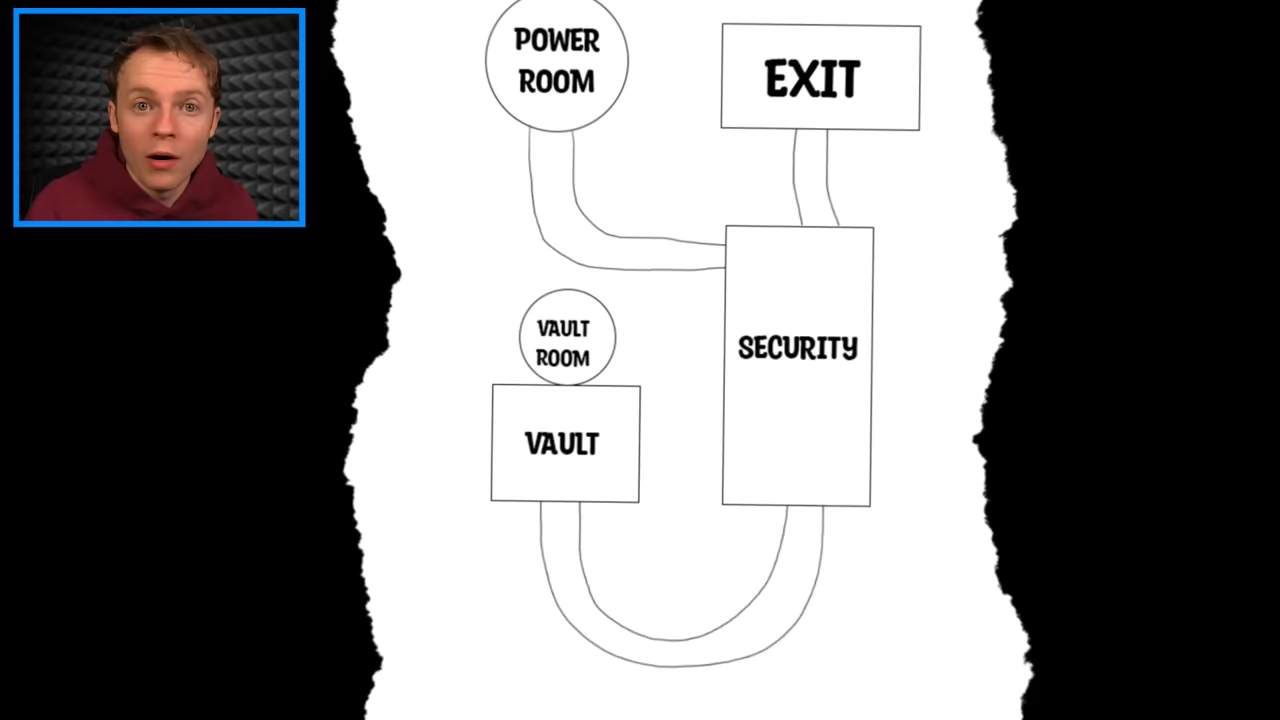 POWER
ROOM
EXIT
VAULT
ROOM
SECURITY
VAULT